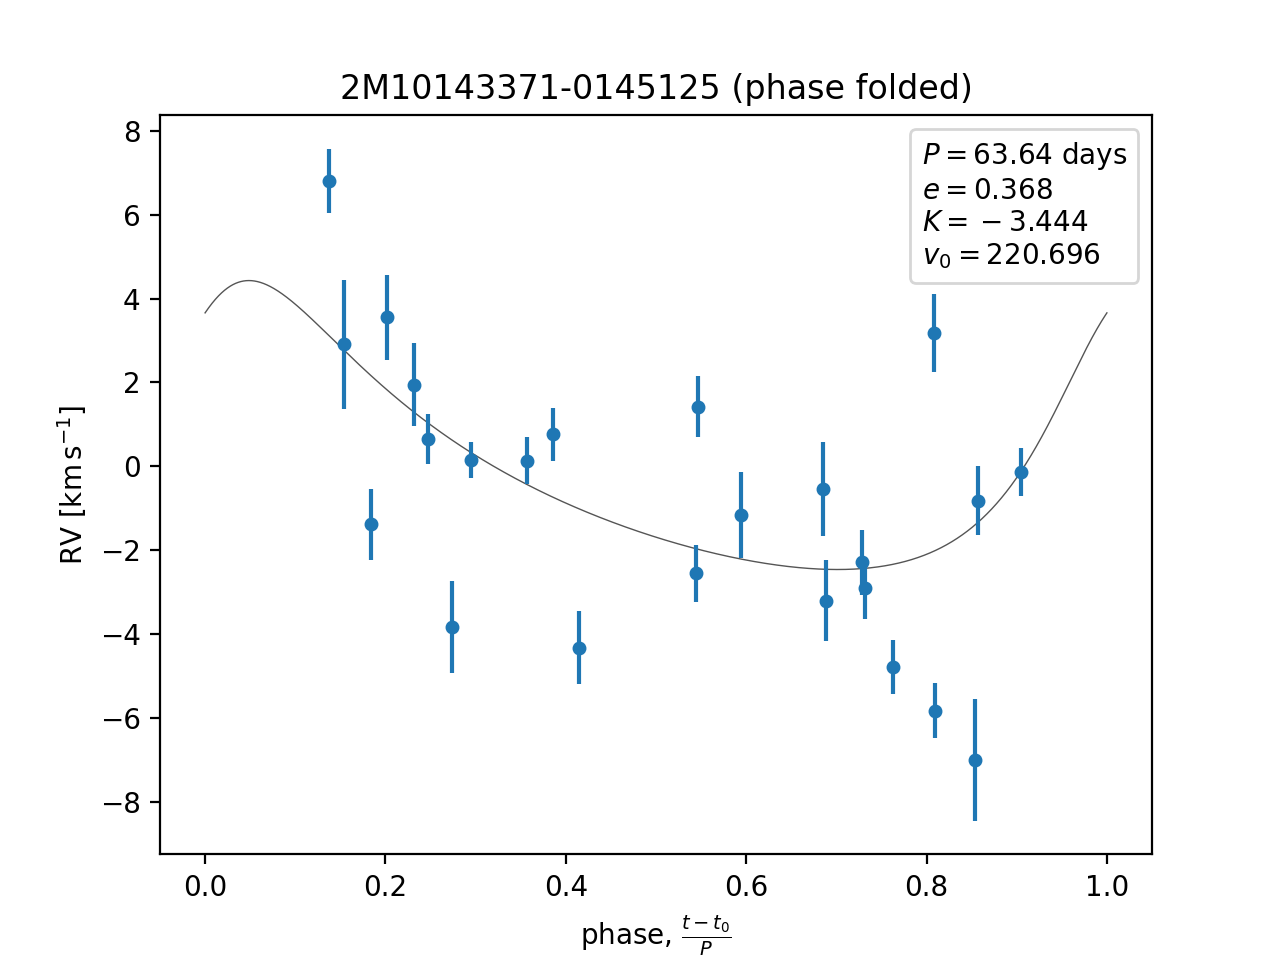 2M10143371-0145125 (phase folded)
P = 63.64 days
e = 0.368
K = −3.444
v₀ = 220.696
RV [km s⁻¹]
8
6
4
2
0
−2
−4
−6
−8
0.0 0.2 0.4 0.6 0.8 1.0
phase, (t − t₀)/P